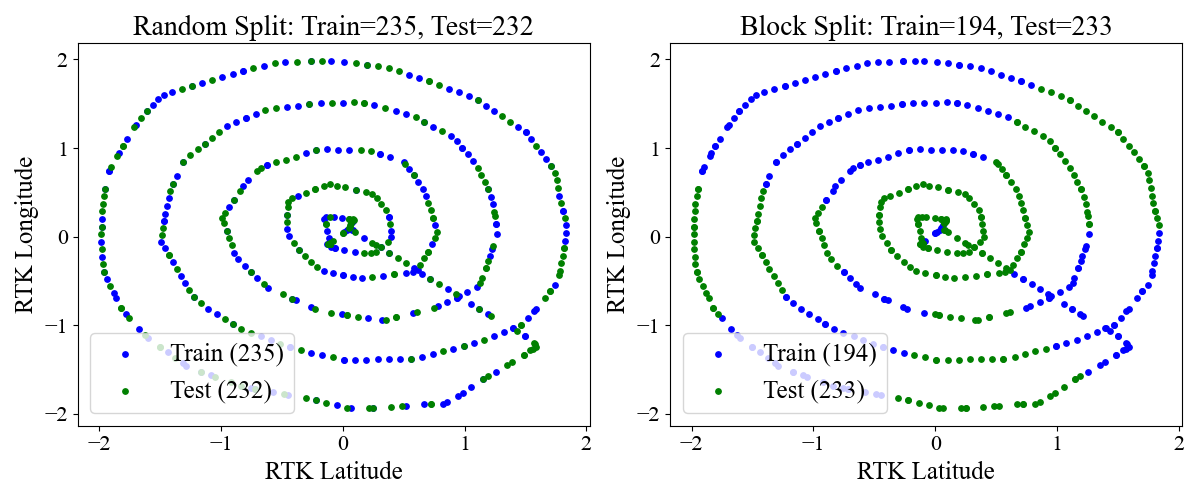 Random Split: Train=235, Test=232
RTK Longitude
2
1
0
−1
−2
Train (235)
Test (232)
−2 −1 0 1 2
RTK Latitude
Block Split: Train=194, Test=233
RTK Longitude
2
1
0
−1
−2
Train (194)
Test (233)
−2 −1 0 1 2
RTK Latitude